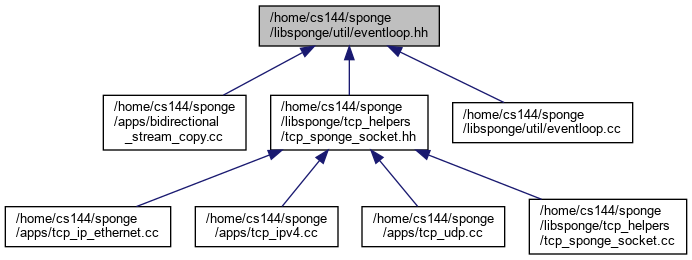 /home/cs144/sponge
/libsponge/util/eventloop.hh
/home/cs144/sponge
/apps/bidirectional
_stream_copy.cc
/home/cs144/sponge
/libsponge/tcp_helpers
/tcp_sponge_socket.hh
/home/cs144/sponge
/libsponge/util/eventloop.cc
/home/cs144/sponge
/apps/tcp_ip_ethernet.cc
/home/cs144/sponge
/apps/tcp_ipv4.cc
/home/cs144/sponge
/apps/tcp_udp.cc
/home/cs144/sponge
/libsponge/tcp_helpers
/tcp_sponge_socket.cc